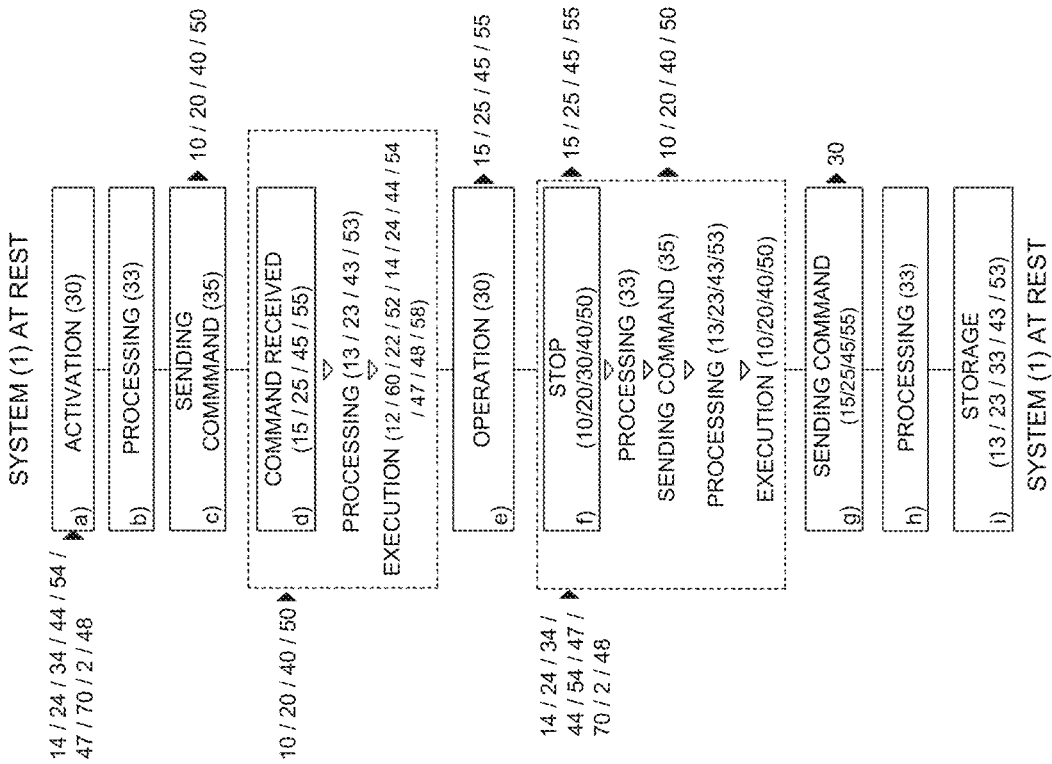 SYSTEM (1) AT REST
14 / 24 / 34 / 44 / 54 /
47 / 70 / 2 / 48
a) ACTIVATION (30)
b) PROCESSING (33)
SENDING
c) COMMAND (35)
10 / 20 / 40 / 50
10 / 20 / 40 / 50
COMMAND RECEIVED
d) (15 / 25 / 45 / 55)
PROCESSING (13 / 23 / 43 / 53)
EXECUTION (12 / 60 / 22 / 52 / 14 / 24 / 44 / 54
/ 47 / 48 / 58)
e) OPERATION (30)
15 / 25 / 45 / 55
14 / 24 / 34 /
44 / 54 / 47 /
70 / 2 / 48
STOP
f) (10/20/30/40/50)
15 / 25 / 45 / 55
PROCESSING (33)
SENDING COMMAND (35)
10 / 20 / 40 / 50
PROCESSING (13/23/43/53)
EXECUTION (10/20/40/50)
SENDING COMMAND
g) (15/25/45/55)
30
h) PROCESSING (33)
STORAGE
i) (13 / 23 / 33 / 43 / 53)
SYSTEM (1) AT REST